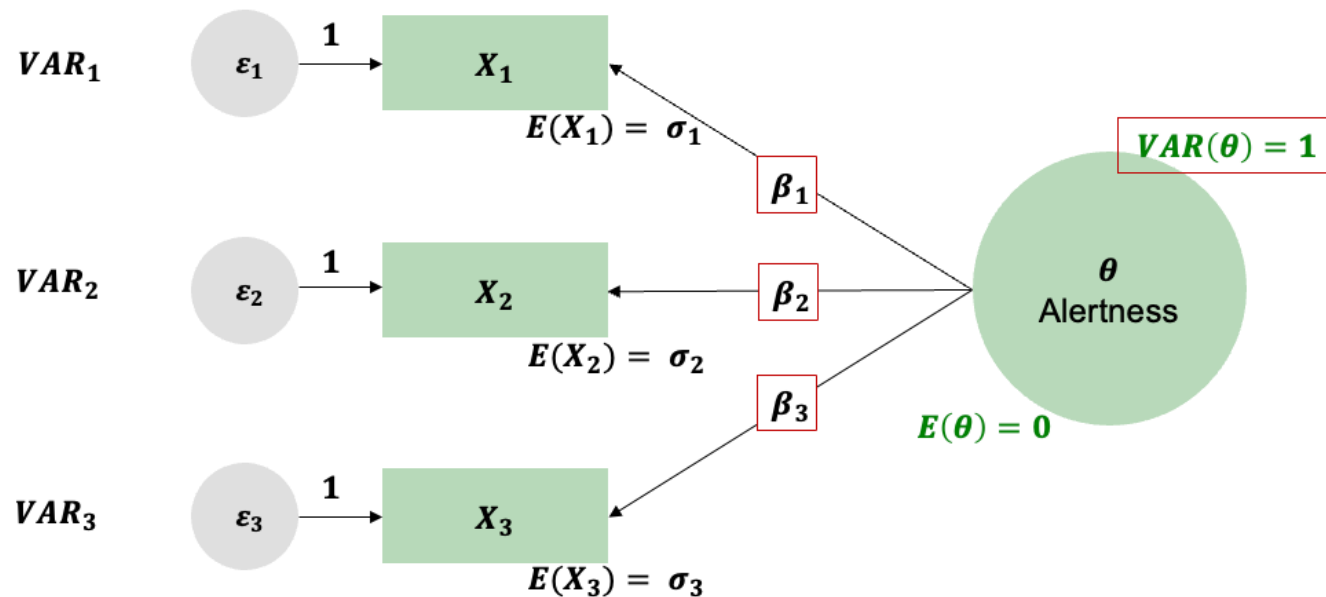 VAR₁
ε₁
1
X₁
E(X₁) = σ₁
β₁
VAR(θ) = 1
VAR₂
ε₂
1
X₂
E(X₂) = σ₂
β₂
θ
Alertness
β₃
E(θ) = 0
VAR₃
ε₃
1
X₃
E(X₃) = σ₃